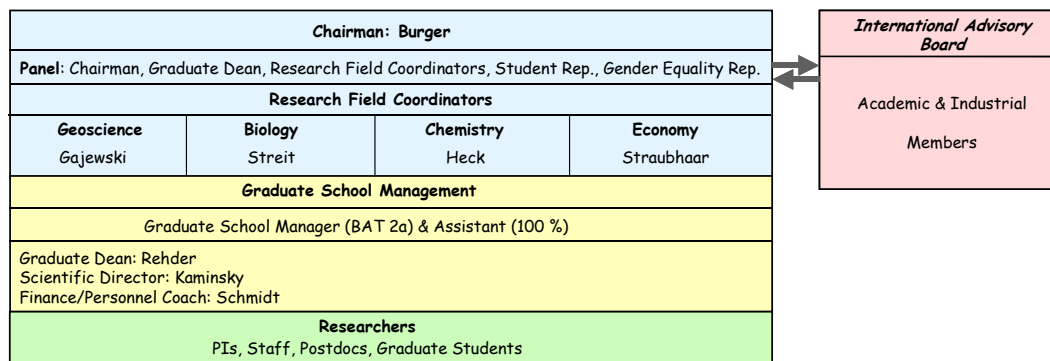 Chairman: Burger
Panel: Chairman, Graduate Dean, Research Field Coordinators, Student Rep., Gender Equality Rep.
Research Field Coordinators
Geoscience
Gajewski
Biology
Streit
Chemistry
Heck
Economy
Straubhaar
Graduate School Management
Graduate School Manager (BAT 2a) & Assistant (100 %)
Graduate Dean: Rehder
Scientific Director: Kaminsky
Finance/Personnel Coach: Schmidt
Researchers
PIs, Staff, Postdocs, Graduate Students
International Advisory
Board
Academic & Industrial
Members